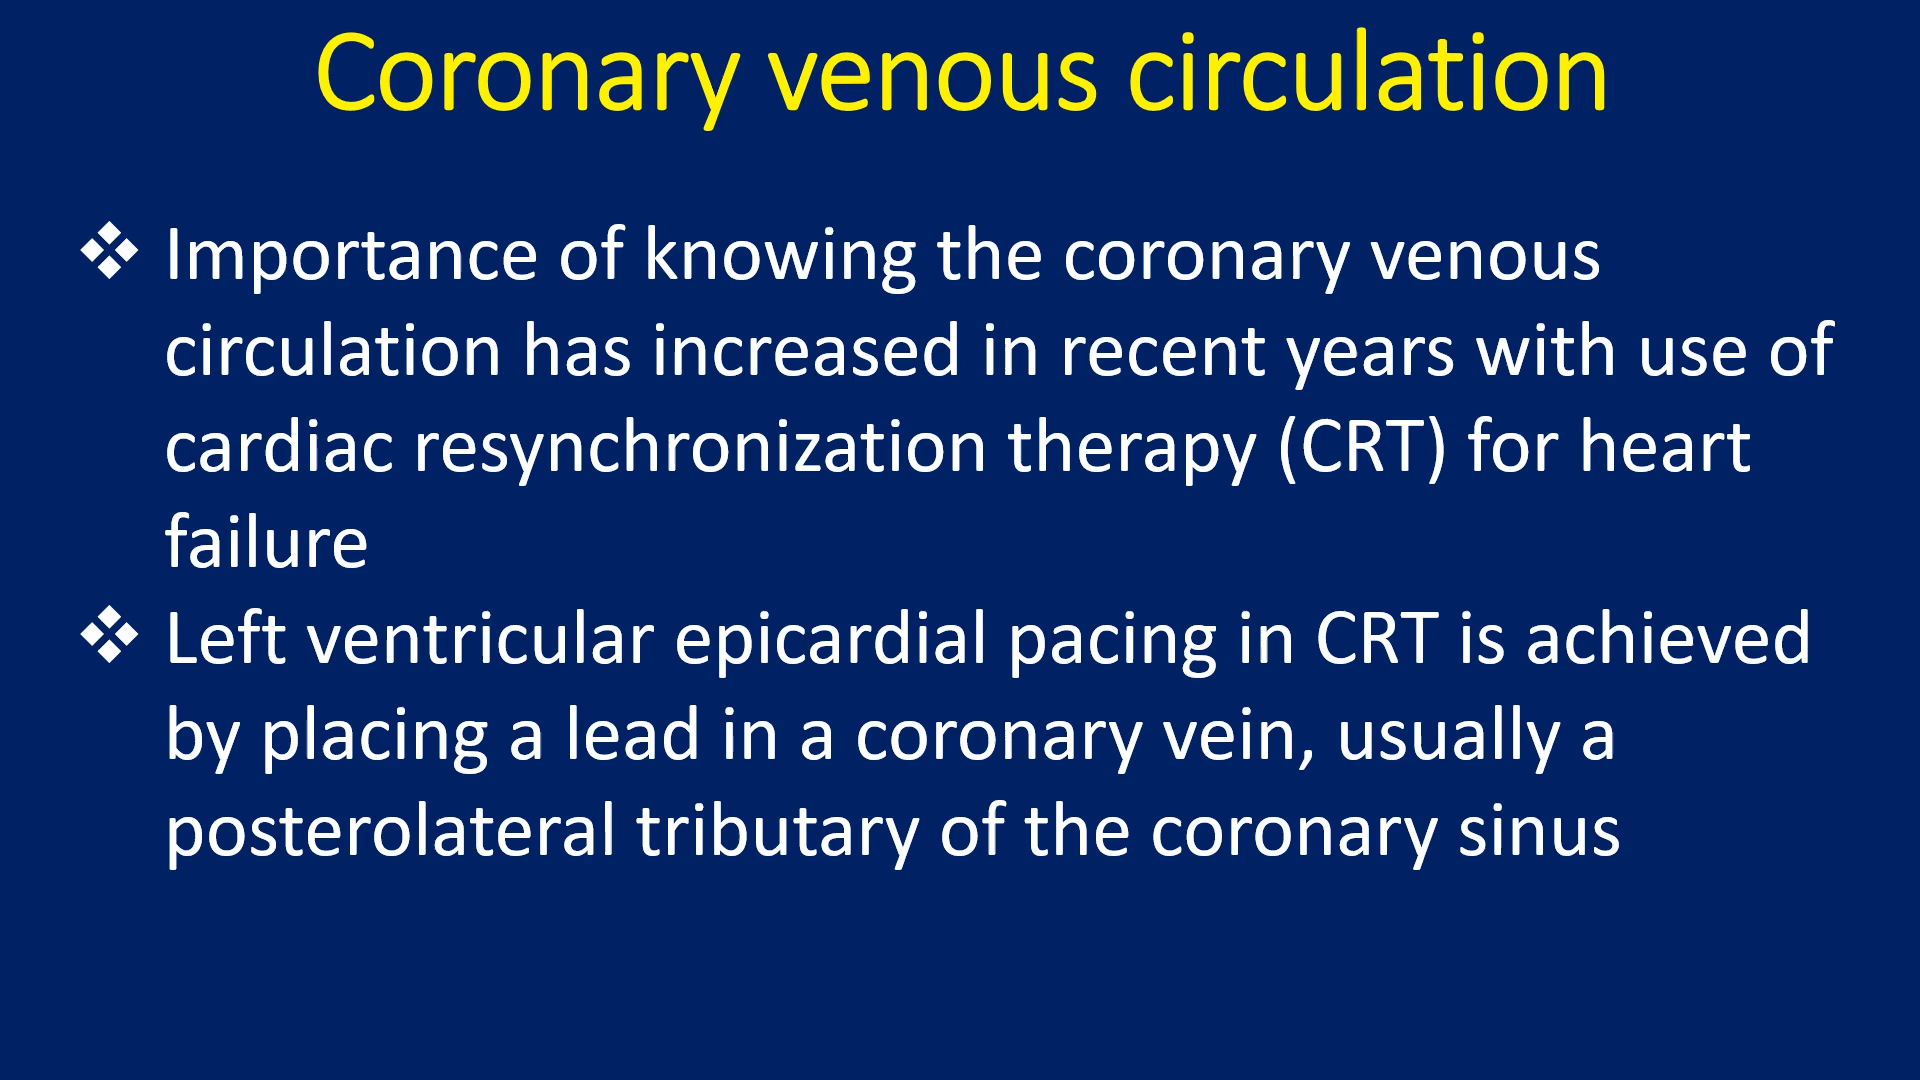 Coronary venous circulation
❖ Importance of knowing the coronary venous
circulation has increased in recent years with use of
cardiac resynchronization therapy (CRT) for heart
failure
❖ Left ventricular epicardial pacing in CRT is achieved
by placing a lead in a coronary vein, usually a
posterolateral tributary of the coronary sinus